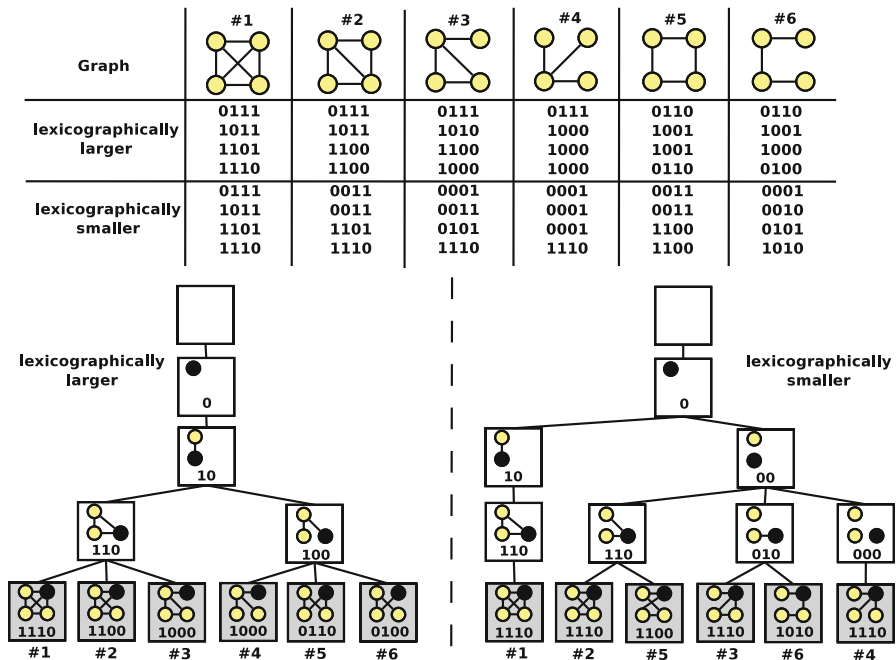 #1 #2 #3 #4 #5 #6
Graph
lexicographically
larger
0111 0111 0111 0111 0110 0110
1011 1011 1010 1000 1001 1001
1101 1100 1100 1000 1001 1000
1110 1100 1000 1000 0110 0100
lexicographically
smaller
0111 0011 0001 0001 0011 0001
1011 0011 0011 0001 0011 0010
1101 1101 0101 0001 1100 0101
1110 1110 1110 1110 1100 1010
lexicographically
larger
0
10
110 100
1110 1100 1000 1000 0110 0100
#1 #2 #3 #4 #5 #6
lexicographically
smaller
0
10 00
110 110 010 000
1110 1110 1100 1110 1010 1110
#1 #2 #5 #3 #6 #4